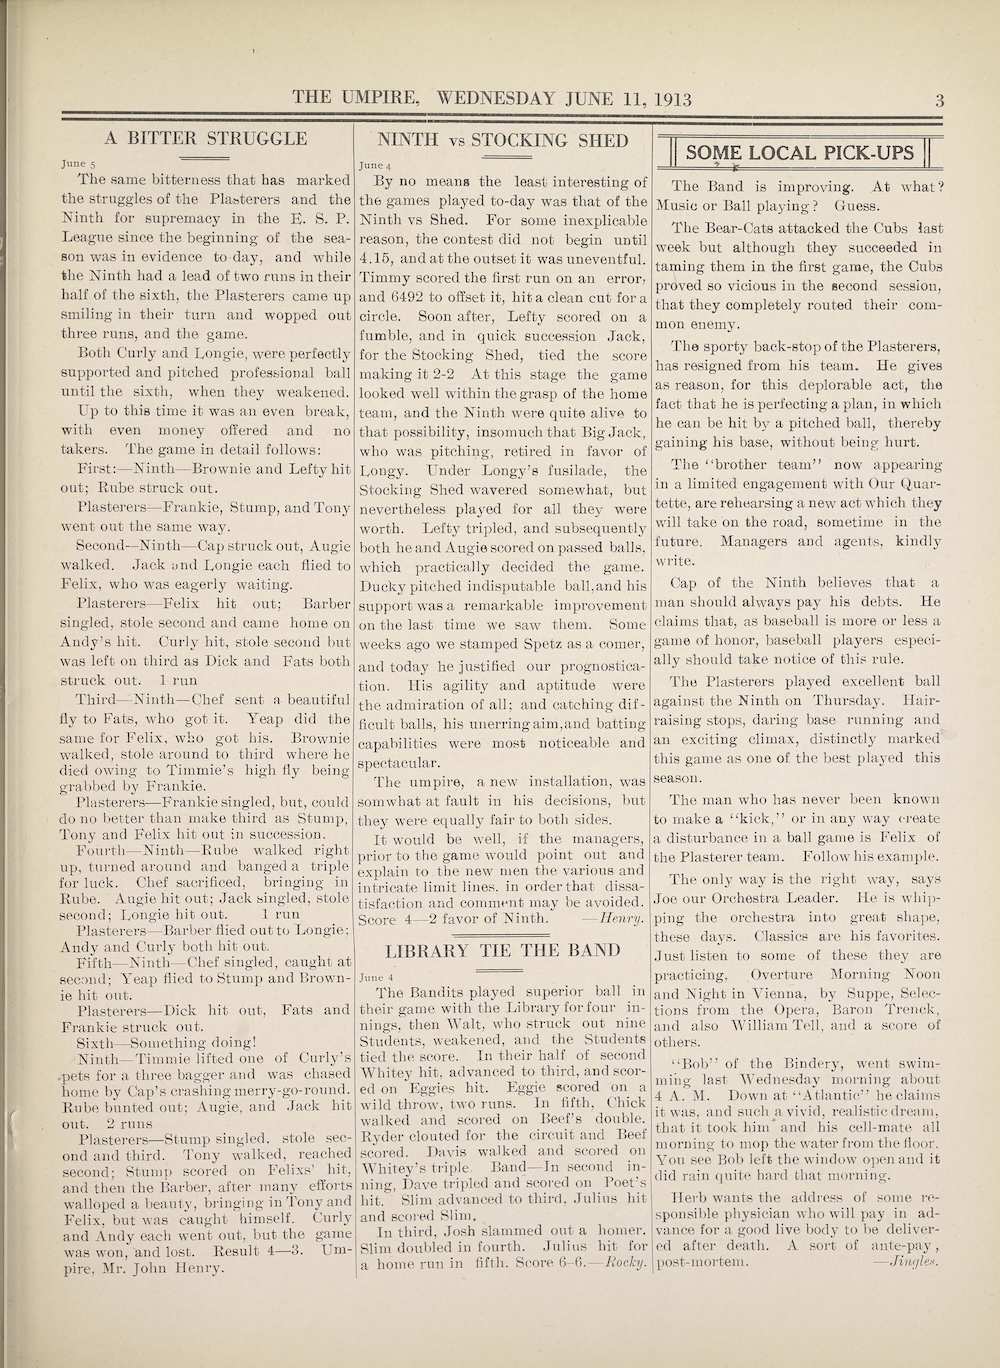 THE UMPIRE, WEDNESDAY JUNE 11, 1913
3
A BITTER STRUGGLE
June 5
The same bitterness that has marked
the struggles of the Plasterers and the
Ninth for supremacy in the E. S. P.
League since the beginning of the sea-
son was in evidence to-day, and while
the Ninth had a lead of two runs in their
half of the sixth, the Plasterers came up
smiling in their turn and wopped out
three runs, and the game.
Both Curly and Longie, were perfectly
supported and pitched professional ball
until the sixth, when they weakened.
Up to this time it was an even break,
with even money offered and no
takers. The game in detail follows:
First:—Ninth—Brownie and Lefty hit
out; Rube struck out.
Plasterers—Frankie, Stump, and Tony
went out the same way.
Second--Ninth—Cap struck out, Augie
walked. Jack and Longie each flied to
Felix, who was eagerly waiting.
Plasterers—Felix hit out; Barber
singled, stole second and came home on
Andy's hit. Curly hit, stole second but
was left on third as Dick and Fats both
struck out. 1 run
Third—Ninth—Chef sent a beautiful
fly to Fats, who got it. Yeap did the
same for Felix, who got his. Brownie
walked, stole around to third where he
died owing to Timmie's high fly being
grabbed by Frankie.
Plasterers—Frankie singled, but, could
do no better than make third as Stump,
Tony and Felix hit out in succession.
Fourth—Ninth—Rube walked right
up, turned around and banged a triple
for luck. Chef sacrificed, bringing in
Rube. Augie hit out; Jack singled, stole
second; Longie hit out. 1 run
Plasterers—Barber flied out to Longie;
Andy and Curly both hit out.
Fifth—Ninth—Chef singled, caught at
second; Yeap flied to Stump and Brown-
ie hit out.
Plasterers—Dick hit out, Fats and
Frankie struck out.
Sixth—Something doing!
Ninth—Timmie lifted one of Curly's
pets for a three bagger and was chased
home by Cap's crashing merry-go-round.
Rube bunted out; Augie, and Jack hit
out. 2 runs
Plasterers—Stump singled, stole sec-
ond and third. Tony walked, reached
second; Stump scored on Felixs' hit,
and then the Barber, after many efforts
walloped a beauty, bringing in Tony and
Felix, but was caught himself. Curly
and Andy each went out, but the game
was won, and lost. Result 4—3. Um-
pire, Mr. John Henry.
NINTH vs STOCKING SHED
June 4
By no means the least interesting of
the games played to-day was that of the
Ninth vs Shed. For some inexplicable
reason, the contest did not begin until
4.15, and at the outset it was uneventful.
Timmy scored the first run on an error,
and 6492 to offset it, hit a clean cut for a
circle. Soon after, Lefty scored on a
fumble, and in quick succession Jack,
for the Stocking Shed, tied the score
making it 2-2 At this stage the game
looked well within the grasp of the home
team, and the Ninth were quite alive to
that possibility, insomuch that Big Jack,
who was pitching, retired in favor of
Longy. Under Longy's fusilade, the
Stocking Shed wavered somewhat, but
nevertheless played for all they were
worth. Lefty tripled, and subsequently
both he and Augie scored on passed balls,
which practically decided the game.
Ducky pitched indisputable ball, and his
support was a remarkable improvement
on the last time we saw them. Some
weeks ago we stamped Spetz as a comer,
and today he justified our prognostica-
tion. His agility and aptitude were
the admiration of all; and catching dif-
ficult balls, his unerring aim, and batting
capabilities were most noticeable and
spectacular.
The umpire, a new installation, was
somwhat at fault in his decisions, but
they were equally fair to both sides.
It would be well, if the managers,
prior to the game would point out and
explain to the new men the various and
intricate limit lines. in order that dissa-
tisfaction and comment may be avoided.
Score 4—2 favor of Ninth. —Henry.
LIBRARY TIE THE BAND
June 4
The Bandits played superior ball in
their game with the Library for four in-
nings, then Walt, who struck out nine
Students, weakened, and the Students
tied the score. In their half of second
Whitey hit, advanced to third, and scor-
ed on Eggies hit. Eggie scored on a
wild throw, two runs. In fifth, Chick
walked and scored on Beef's double.
Ryder clouted for the circuit and Beef
scored. Davis walked and scored on
Whitey's triple. Band—In second in-
ning, Dave tripled and scored on Poet's
hit. Slim advanced to third, Julius hit
and scored Slim.
In third, Josh slammed out a homer.
Slim doubled in fourth. Julius hit for
a home run in fifth. Score 6-6.—Rocky.
SOME LOCAL PICK-UPS
The Band is improving. At what?
Music or Ball playing? Guess.
The Bear-Cats attacked the Cubs last
week but although they succeeded in
taming them in the first game, the Cubs
proved so vicious in the second session,
that they completely routed their com-
mon enemy.
The sporty back-stop of the Plasterers,
has resigned from his team. He gives
as reason, for this deplorable act, the
fact that he is perfecting a plan, in which
he can be hit by a pitched ball, thereby
gaining his base, without being hurt.
The "brother team" now appearing
in a limited engagement with Our Quar-
tette, are rehearsing a new act which they
will take on the road, sometime in the
future. Managers and agents, kindly
write.
Cap of the Ninth believes that a
man should always pay his debts. He
claims that, as baseball is more or less a
game of honor, baseball players especi-
ally should take notice of this rule.
The Plasterers played excellent ball
against the Ninth on Thursday. Hair-
raising stops, daring base running and
an exciting climax, distinctly marked
this game as one of the best played this
season.
The man who has never been known
to make a "kick," or in any way create
a disturbance in a ball game is Felix of
the Plasterer team. Follow his example.
The only way is the right way, says
Joe our Orchestra Leader. He is whip-
ping the orchestra into great shape,
these days. Classics are his favorites.
Just listen to some of these they are
practicing, Overture Morning Noon
and Night in Vienna, by Suppe, Selec-
tions from the Opera, Baron Trenck,
and also William Tell, and a score of
others.
"Bob" of the Bindery, went swim-
ming last Wednesday morning about
4 A. M. Down at "Atlantic" he claims
it was, and such a vivid, realistic dream,
that it took him and his cell-mate all
morning to mop the water from the floor.
You see Bob left the window open and it
did rain quite hard that morning.
Herb wants the address of some re-
sponsible physician who will pay in ad-
vance for a good live body to be deliver-
ed after death. A sort of ante-pay,
post-mortem. —Jingles.